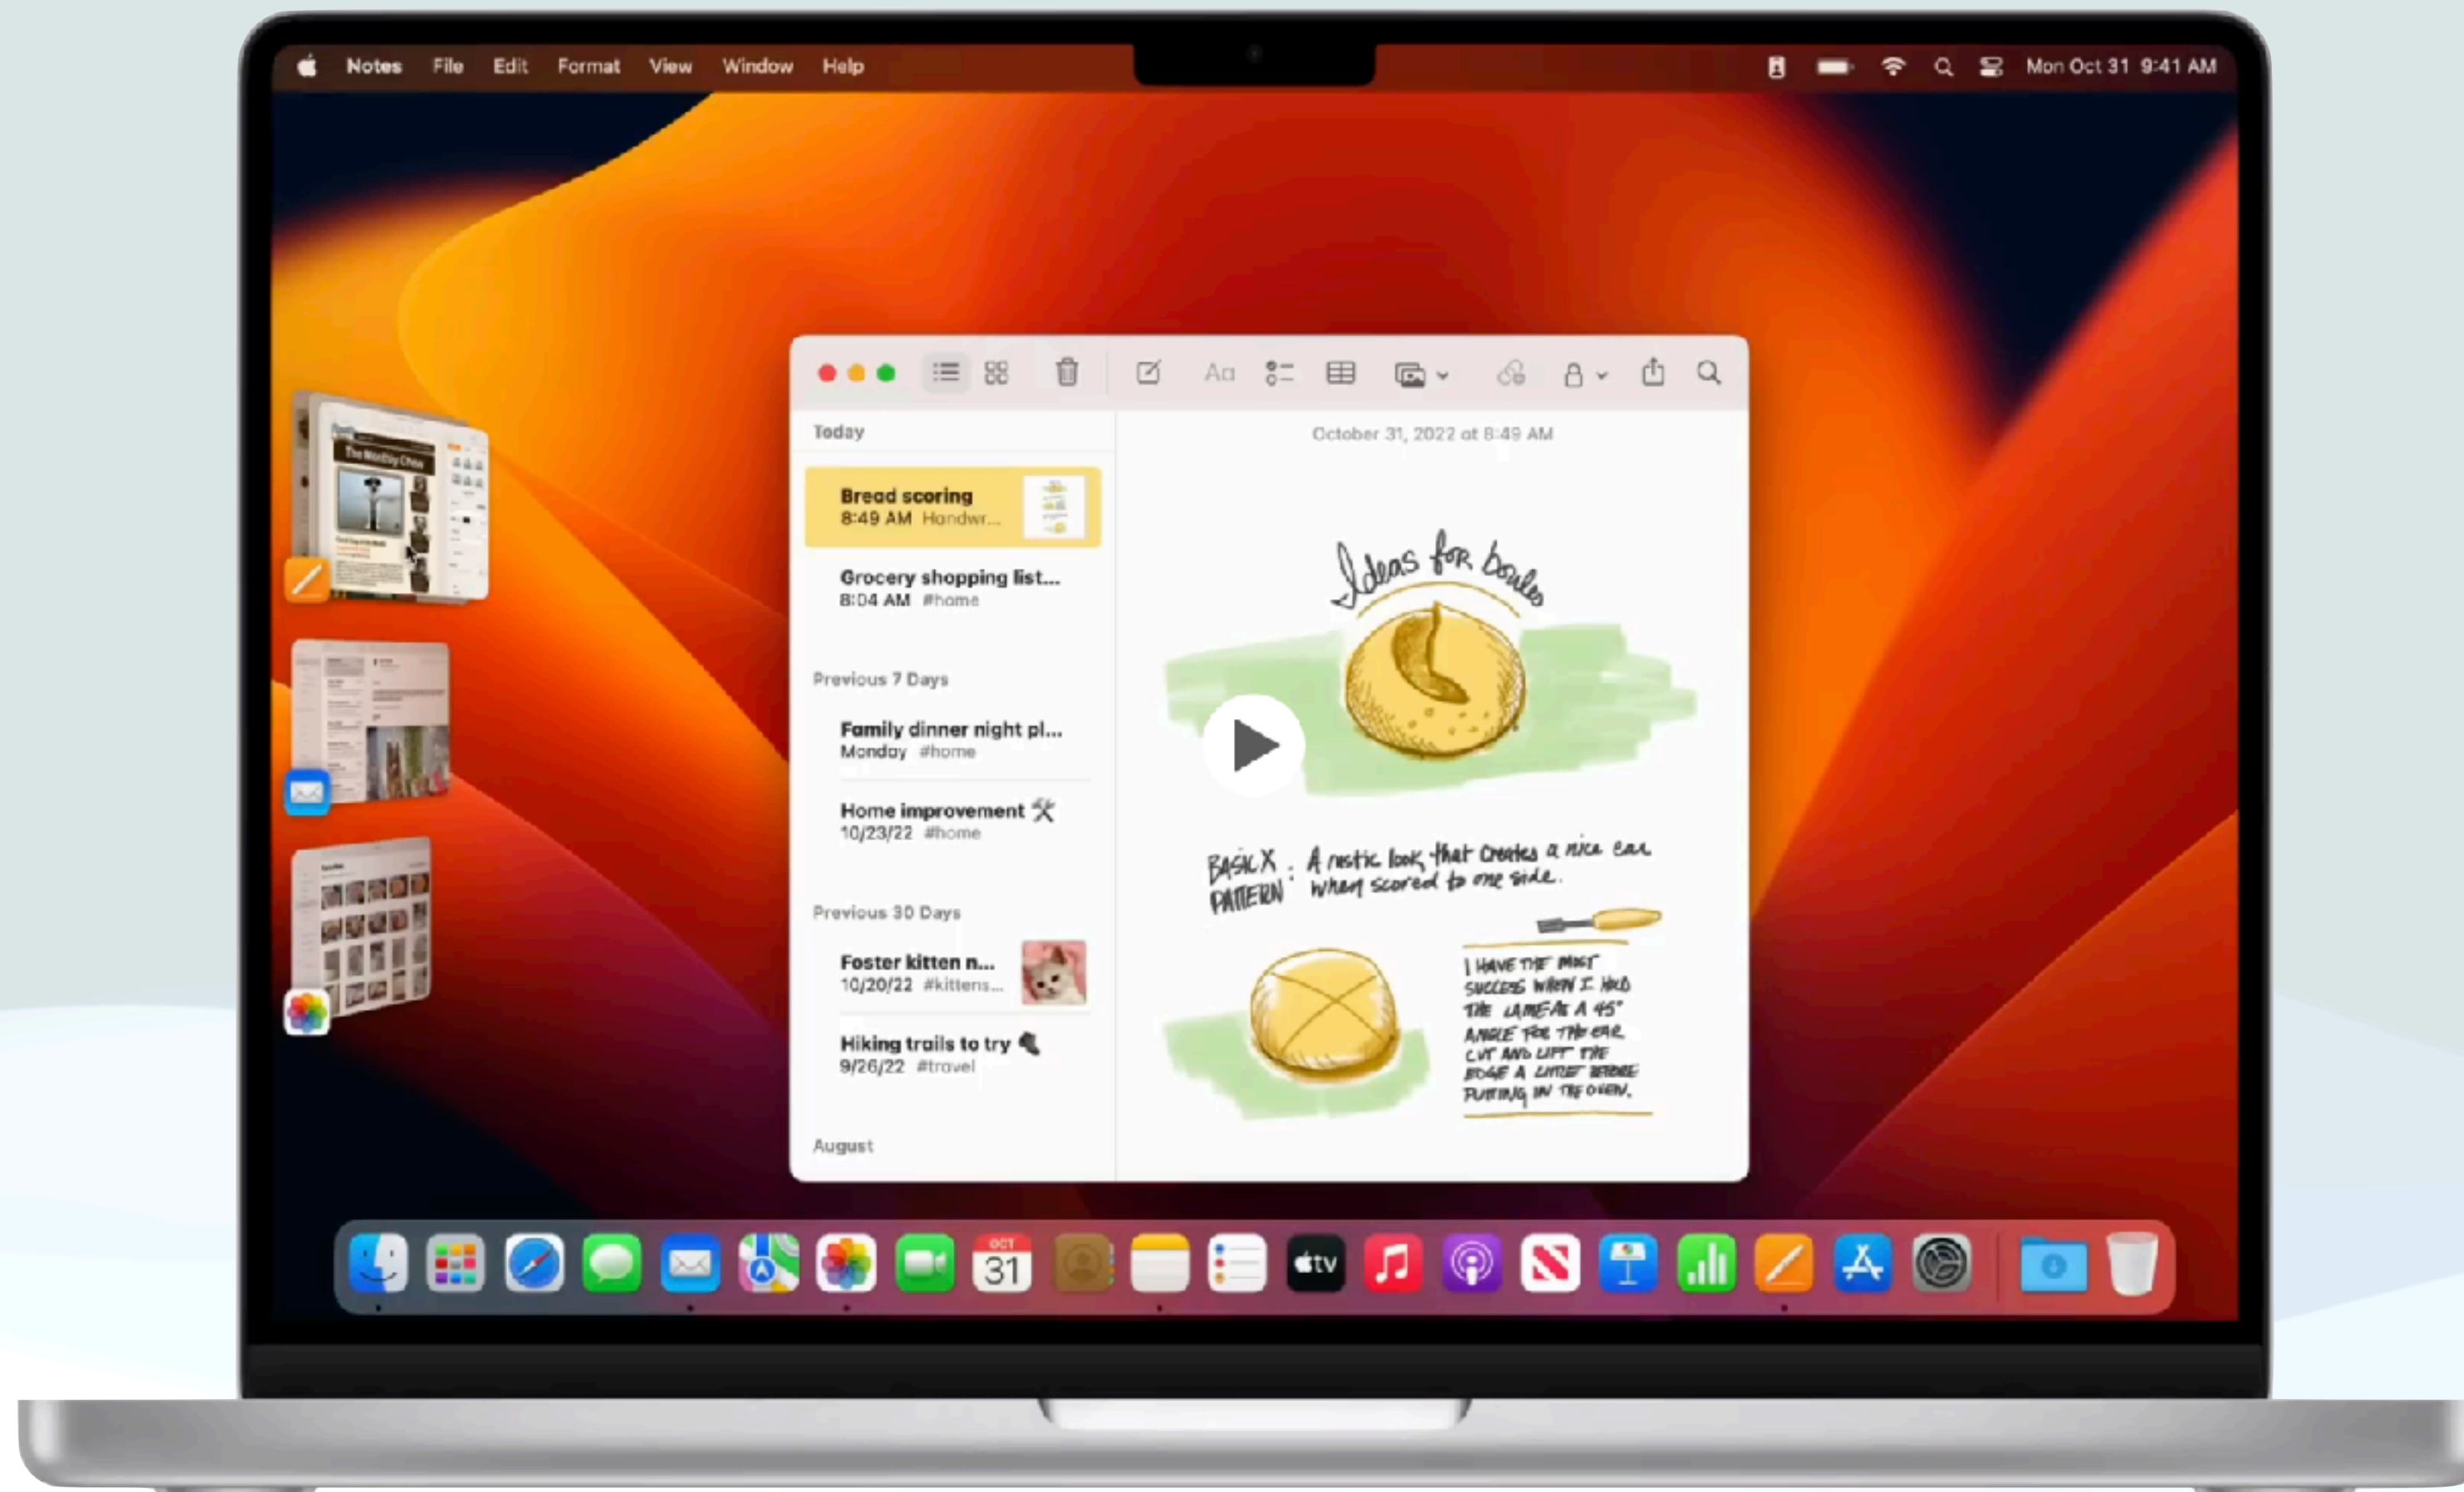 Notes File Edit Format View Window Help
Mon Oct 31 9:41 AM
The Monthly Chew
Today
Bread scoring
8:49 AM Handwr...
Grocery shopping list...
8:04 AM #home
Previous 7 Days
Family dinner night pl...
Monday #home
Home improvement
10/23/22 #home
Previous 30 Days
Foster kitten n...
10/20/22 #kittens...
Hiking trails to try
9/26/22 #travel
August
Aa
October 31, 2022 at 8:49 AM
Ideas for boules
BASIC X PATTERN : A rustic look, that creates a nice ear
when scored to one side.
I HAVE THE MOST
SUCCESS WHEN I HOLD
THE LAME AT A 45°
ANGLE FOR THE EAR
CUT AND LIFT THE
EDGE A LITTLE BEFORE
PUTTING IN THE OVEN.
OCT
31
tv